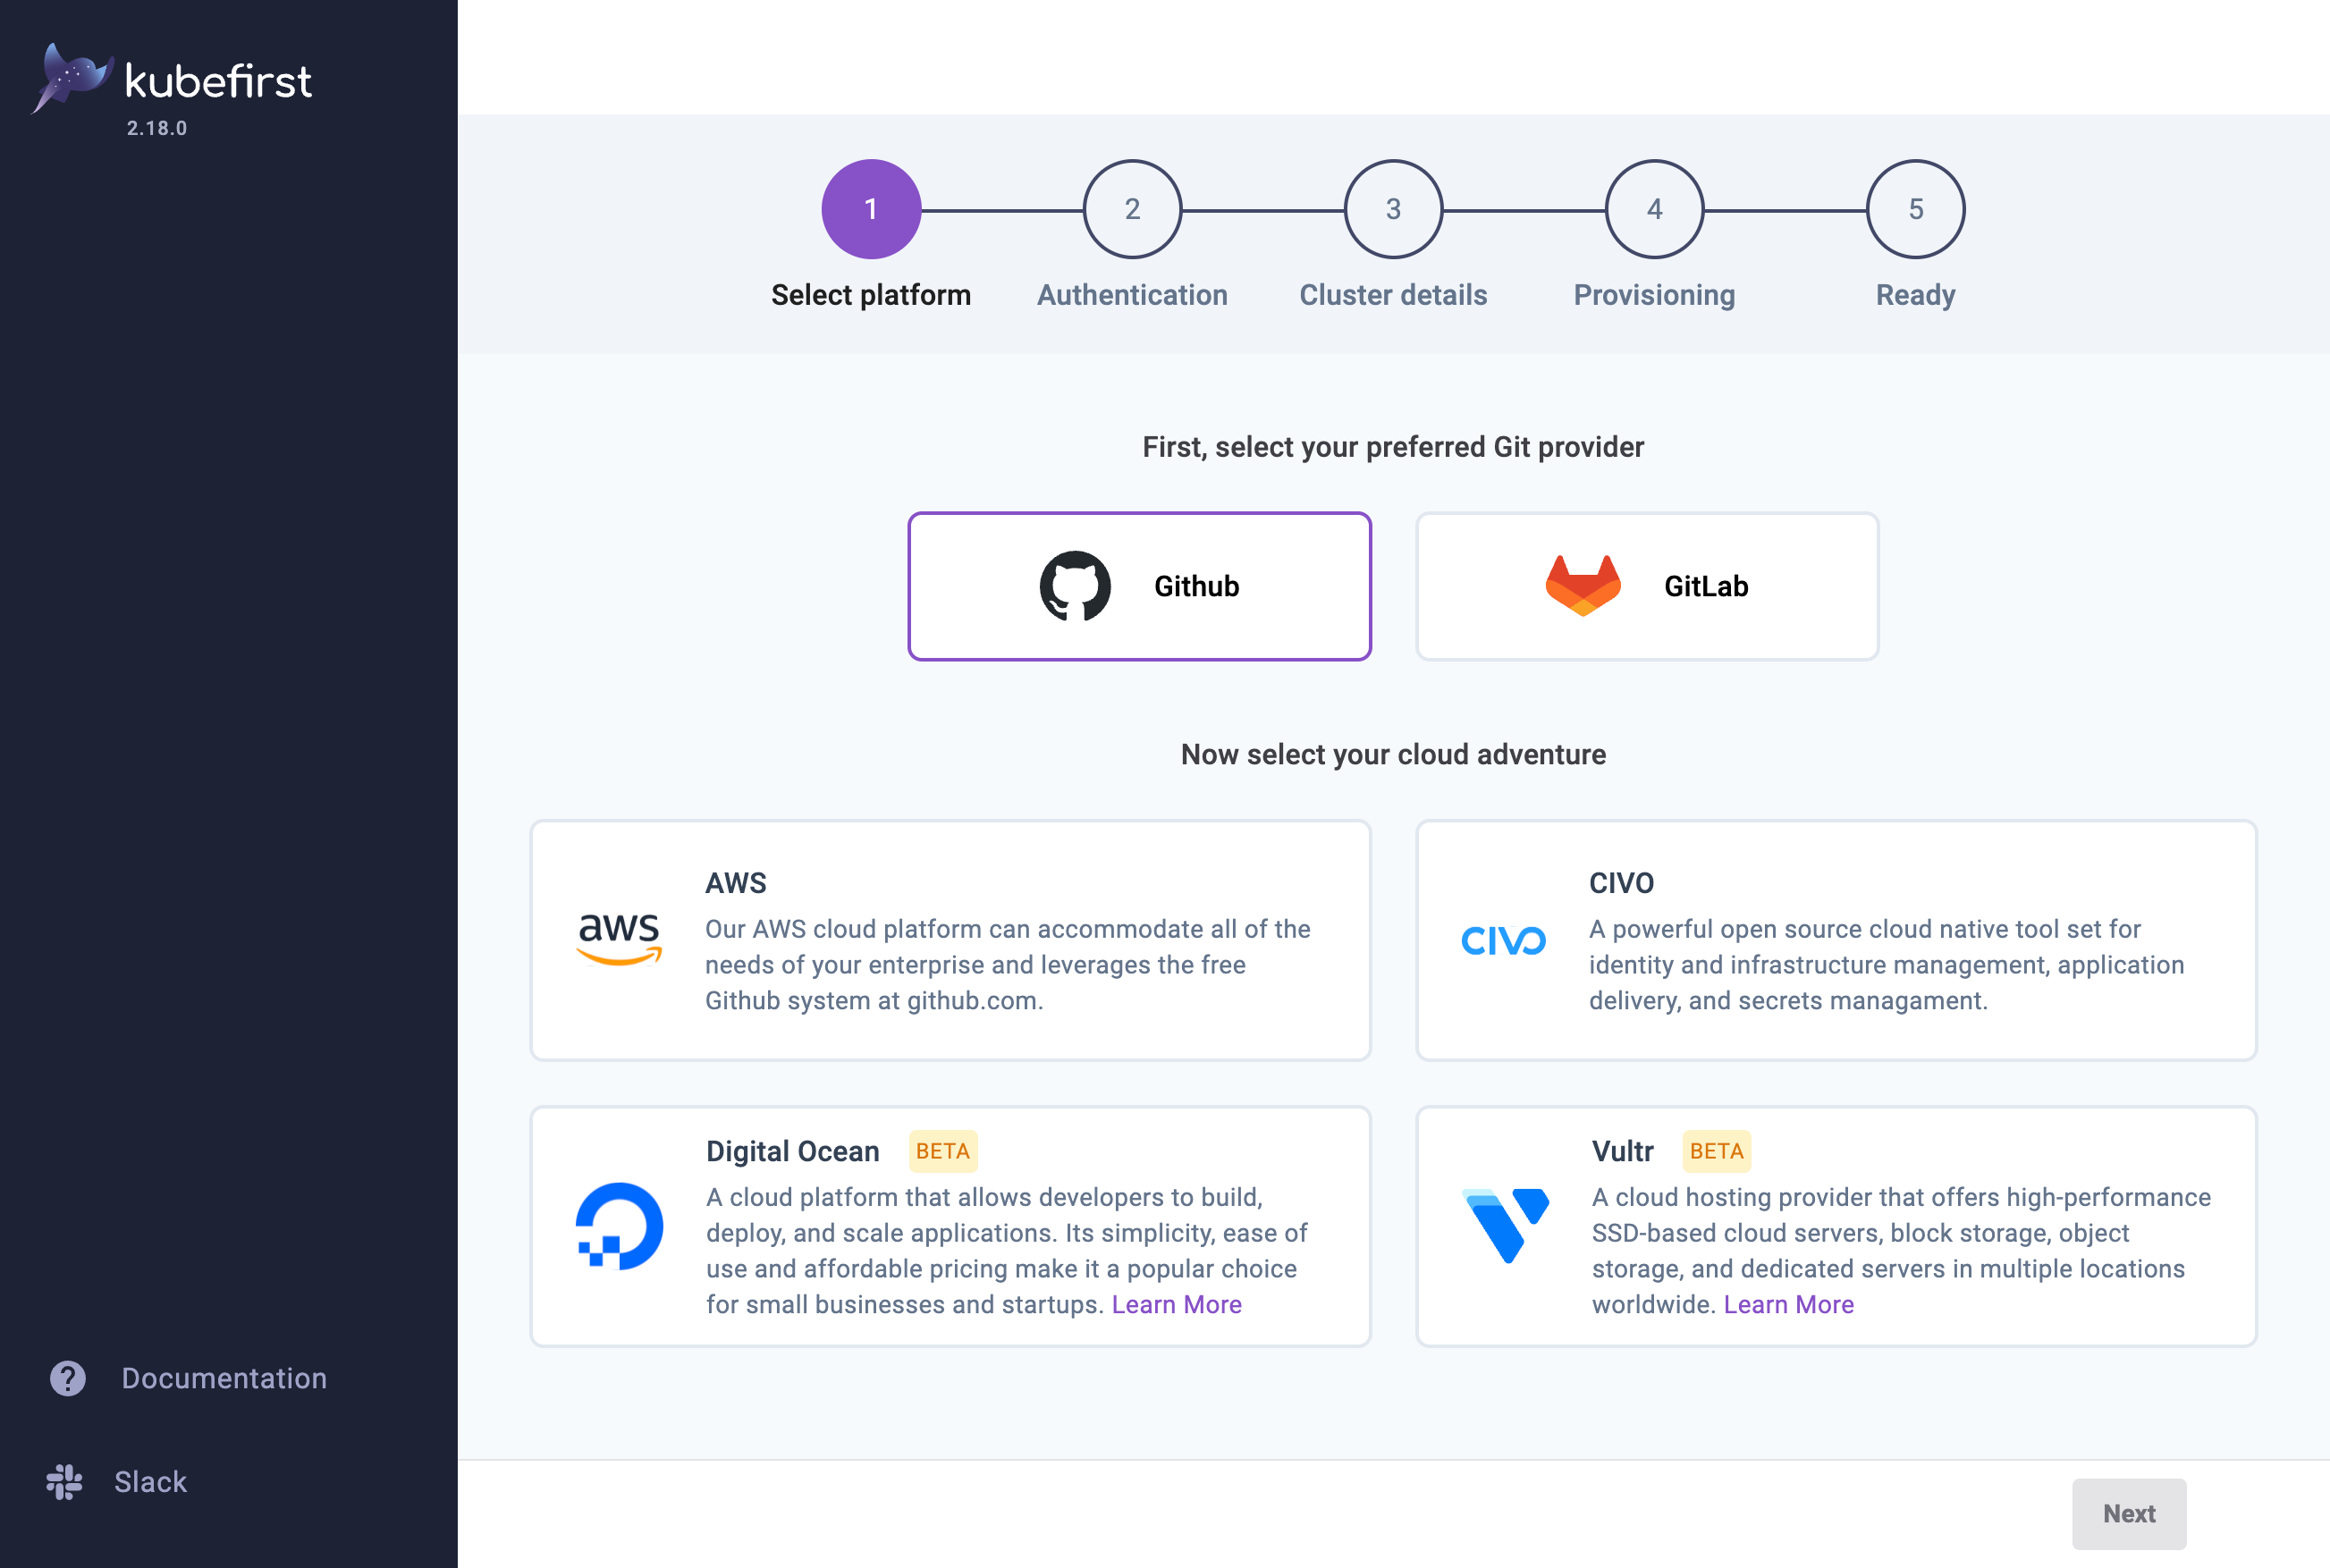 kubefirst
2.18.0
1
2
3
4
5
Select platform
Authentication
Cluster details
Provisioning
Ready
First, select your preferred Git provider
Github
GitLab
Now select your cloud adventure
aws
AWS
Our AWS cloud platform can accommodate all of the
needs of your enterprise and leverages the free
Github system at github.com.
CIVO
CIVO
A powerful open source cloud native tool set for
identity and infrastructure management, application
delivery, and secrets managament.
Digital Ocean BETA
A cloud platform that allows developers to build,
deploy, and scale applications. Its simplicity, ease of
use and affordable pricing make it a popular choice
for small businesses and startups. Learn More
Vultr BETA
A cloud hosting provider that offers high-performance
SSD-based cloud servers, block storage, object
storage, and dedicated servers in multiple locations
worldwide. Learn More
Documentation
Slack
Next